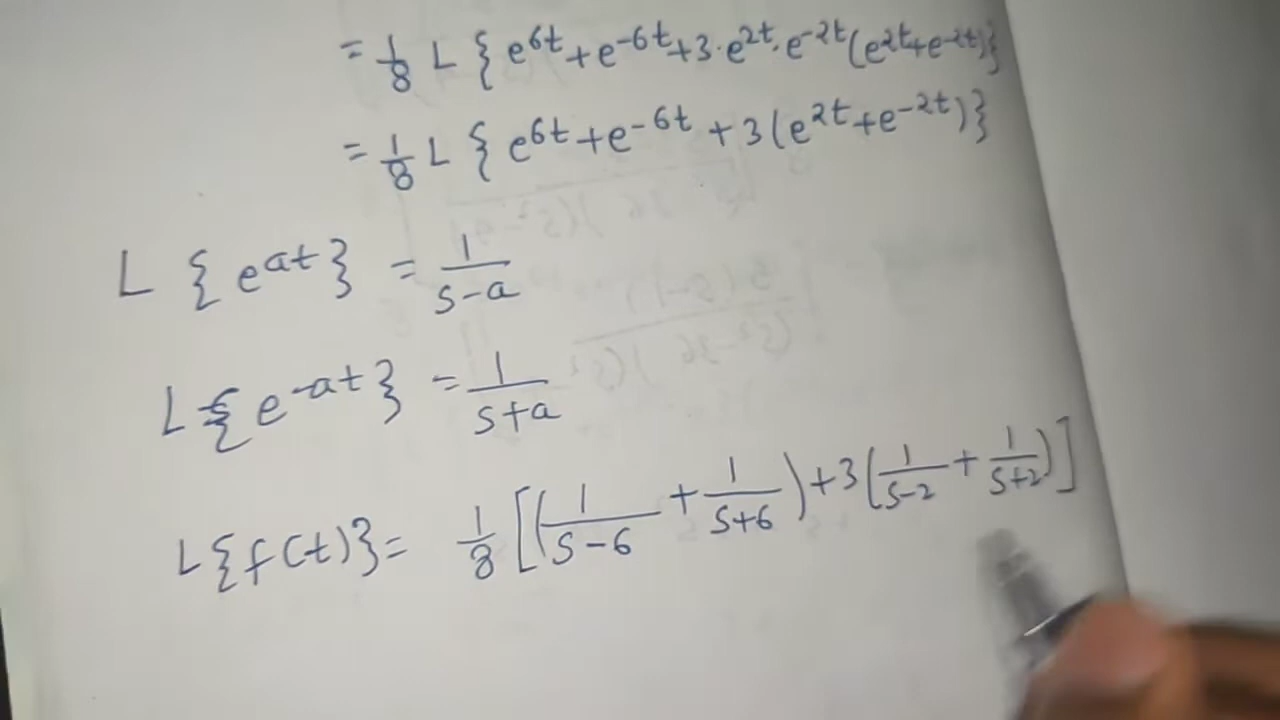 = 1/8 L { e^6t + e^-6t + 3·e^2t·e^-2t (e^2t + e^-2t)}
= 1/8 L { e^6t + e^-6t + 3(e^2t + e^-2t)}
L { e^at } = 1/(s-a)
L{ e^-at } = 1/(s+a)
L{f(t)} = 1/8 [(1/(s-6) + 1/(s+6)) + 3(1/(s-2) + 1/(s+2))]